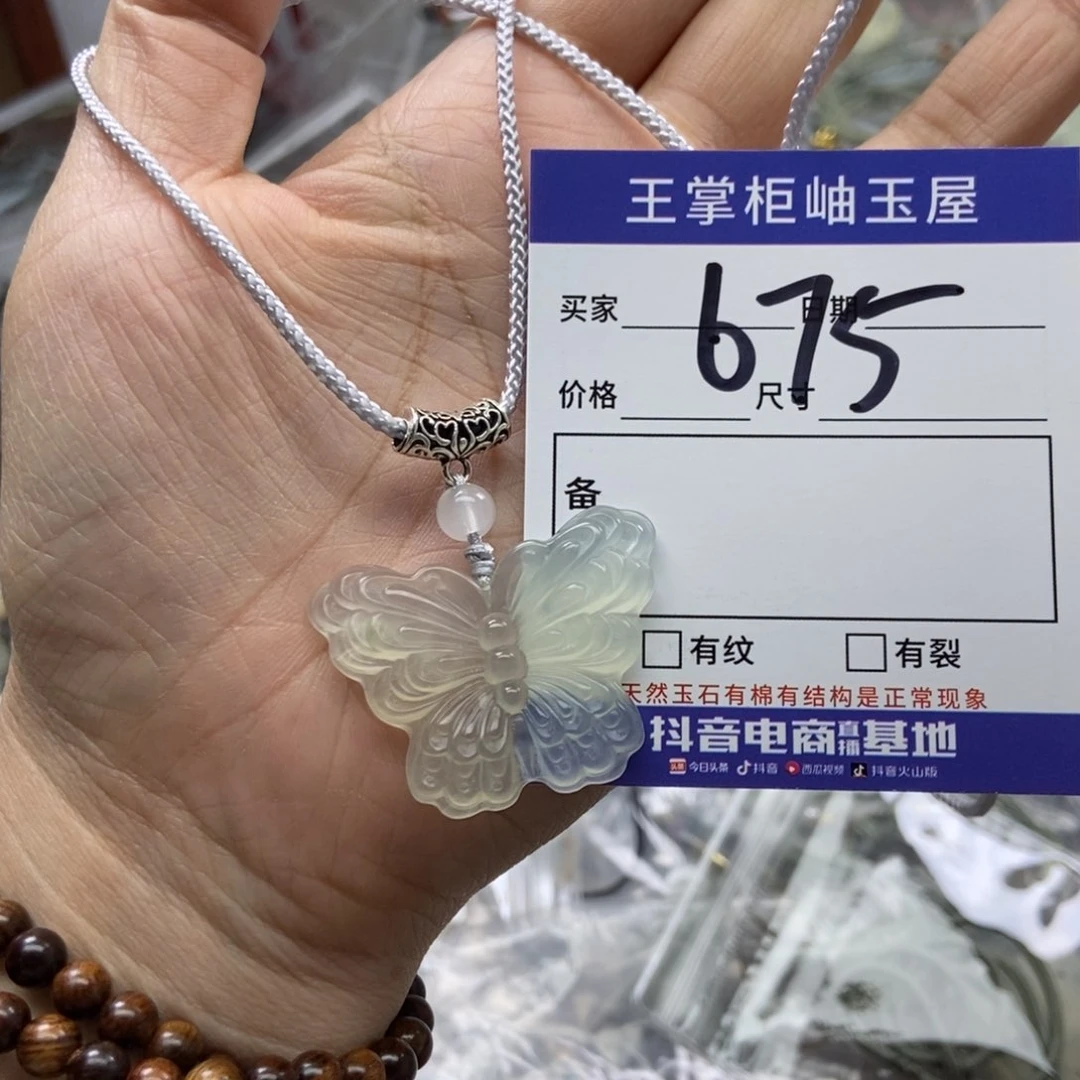 王掌柜岫玉屋
买家 日期
675
价格 尺寸
备
有纹 有裂
天然玉石有棉有结构是正常现象
抖音电商直播基地
头条 今日头条 抖音 西瓜视频 抖音火山版